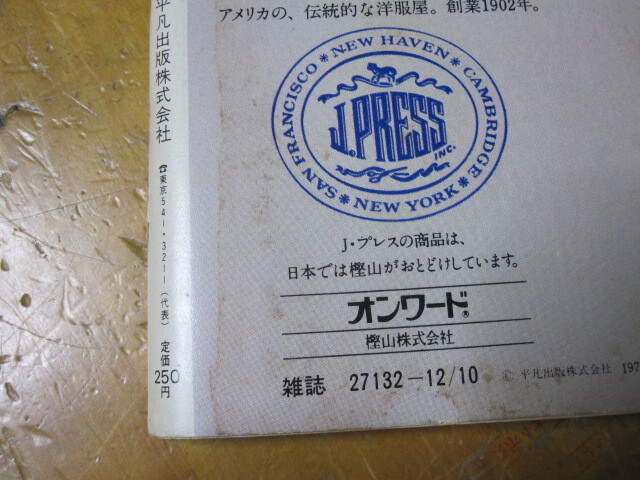 アメリカの、伝統的な洋服屋。創業1902年。
SAN FRANCISCO * NEW HAVEN * CAMBRIDGE * NEW YORK *
J. PRESS
INC.
J・プレスの商品は、
日本では樫山がおとどけしています。
オンワード®
樫山株式会社
雑誌 27132-12/10
© 平凡出版株式会社 197
平凡出版株式会社
☎東京541・3211(代表) 定価250円